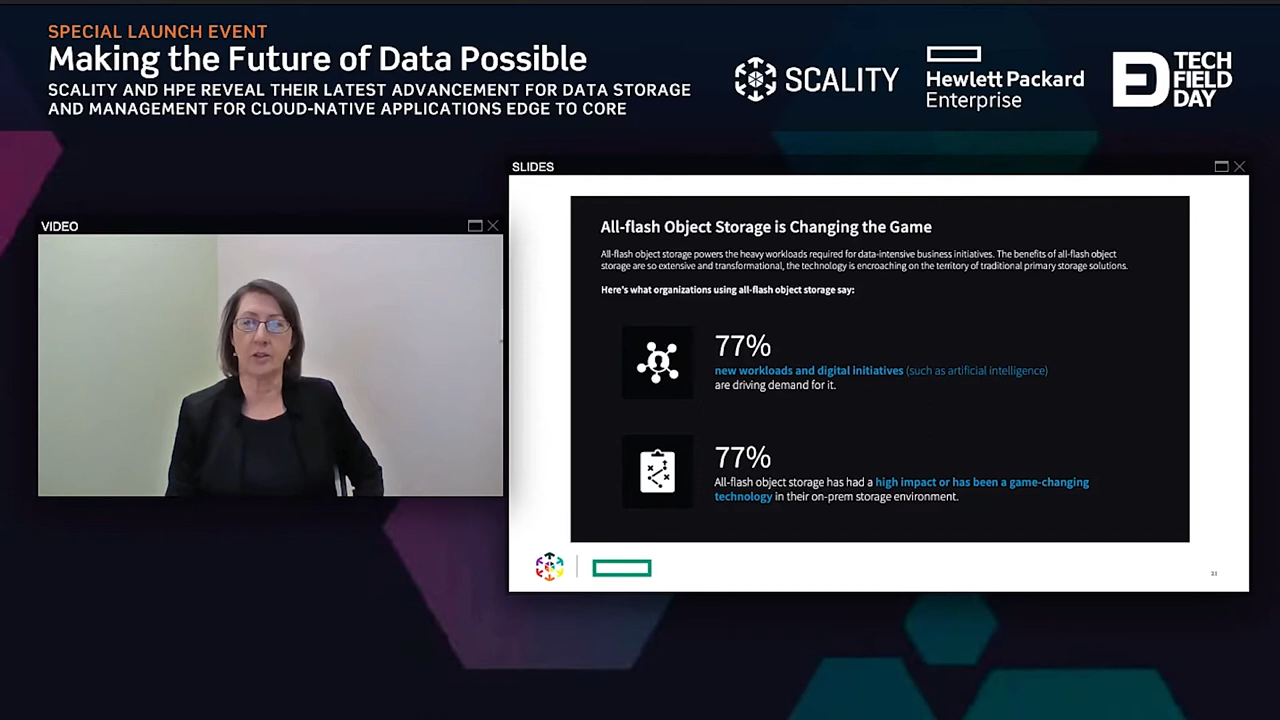 SPECIAL LAUNCH EVENT
Making the Future of Data Possible
SCALITY AND HPE REVEAL THEIR LATEST ADVANCEMENT FOR DATA STORAGE
AND MANAGEMENT FOR CLOUD-NATIVE APPLICATIONS EDGE TO CORE
SCALITY
Hewlett Packard
Enterprise
TECH
FIELD
DAY
VIDEO
SLIDES
All-flash Object Storage is Changing the Game
All-flash object storage powers the heavy workloads required for data-intensive business initiatives. The benefits of all-flash object
storage are so extensive and transformational, the technology is encroaching on the territory of traditional primary storage solutions.
Here's what organizations using all-flash object storage say:
77%
new workloads and digital initiatives (such as artificial intelligence)
are driving demand for it.
77%
All-flash object storage has had a high impact or has been a game-changing
technology in their on-prem storage environment.
21